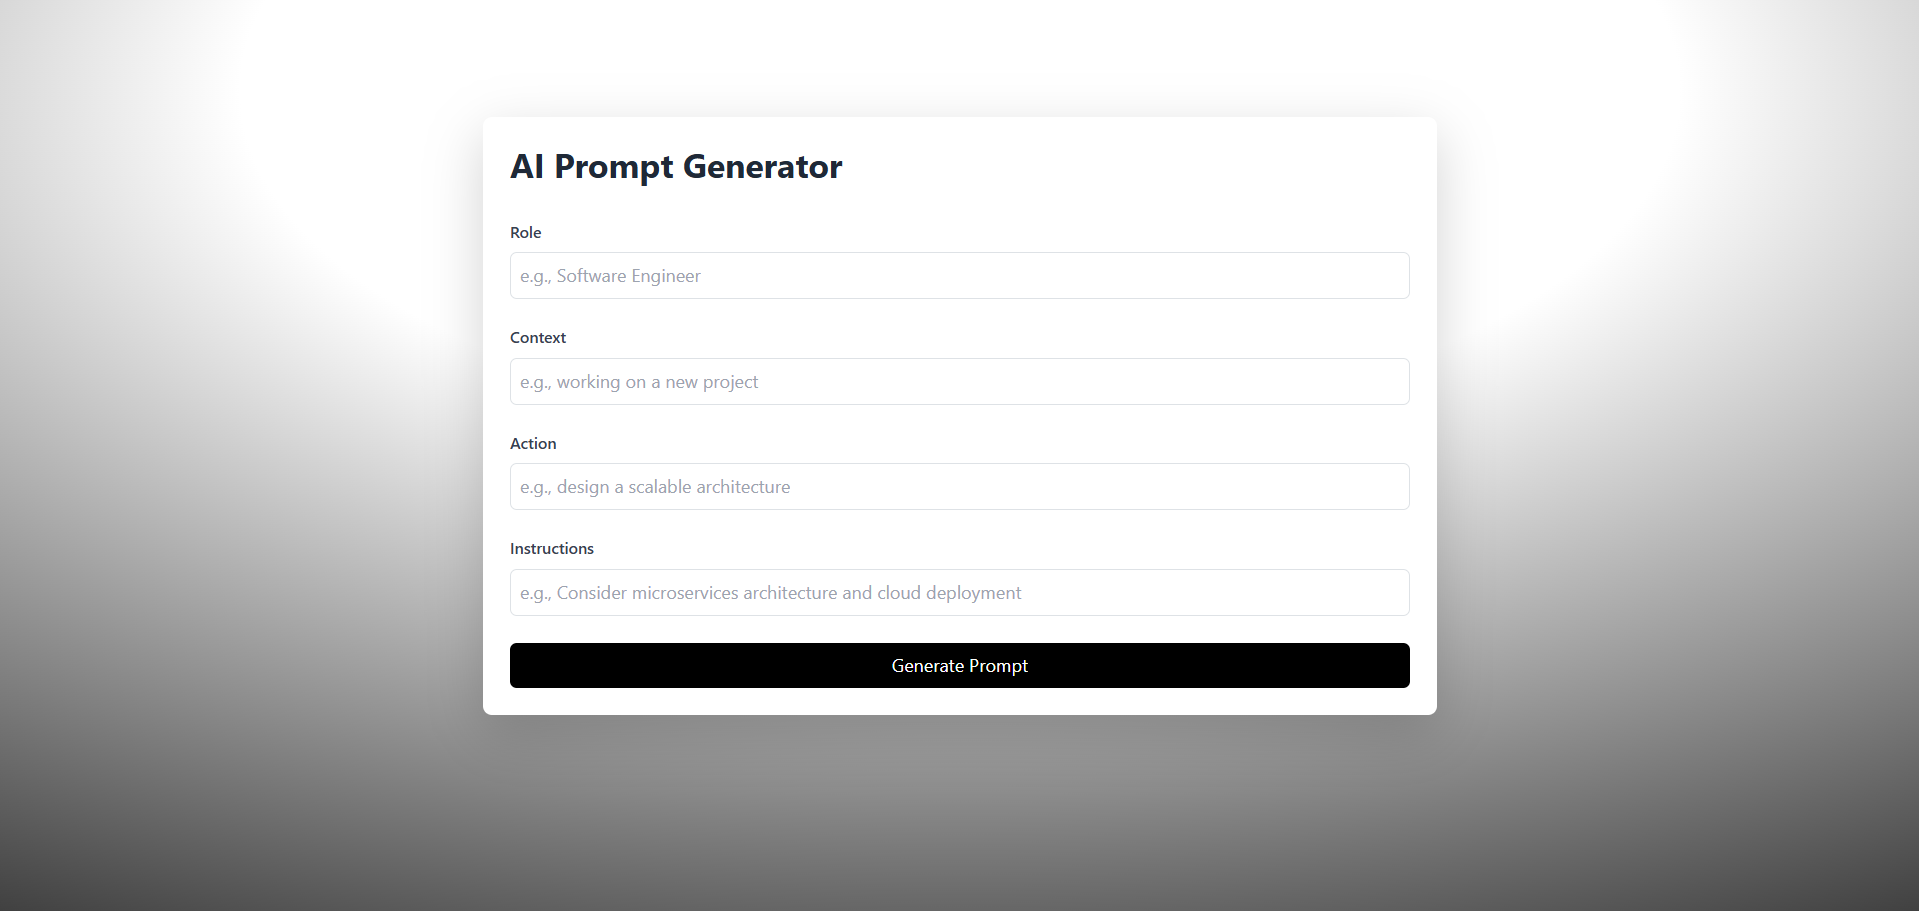 AI Prompt Generator
Role
e.g., Software Engineer
Context
e.g., working on a new project
Action
e.g., design a scalable architecture
Instructions
e.g., Consider microservices architecture and cloud deployment
Generate Prompt